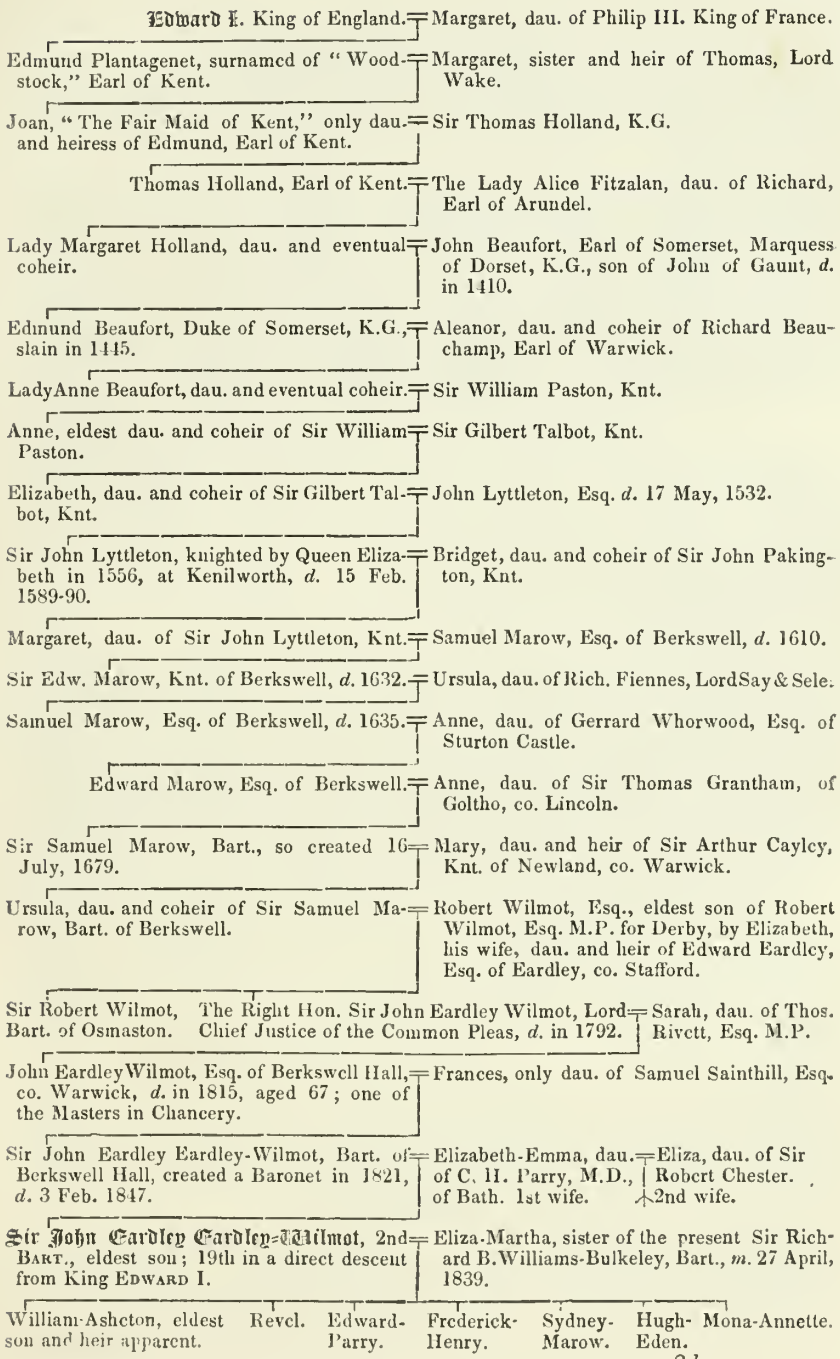 Edward I. King of England. Margaret, dau. of Philip III. King of France.
Edmund Plantagenet, surnamed of "Wood-
stock," Earl of Kent.
Margaret, sister and heir of Thomas, Lord
Wake.
Joan, "The Fair Maid of Kent," only dau.
and heiress of Edmund, Earl of Kent.
Sir Thomas Holland, K.G.
Thomas Holland, Earl of Kent.
The Lady Alice Fitzalan, dau. of Richard,
Earl of Arundel.
Lady Margaret Holland, dau. and eventual
coheir.
John Beaufort, Earl of Somerset, Marquess
of Dorset, K.G., son of John of Gaunt, d.
in 1410.
Edmund Beaufort, Duke of Somerset, K.G.,
slain in 1445.
Aleanor, dau. and coheir of Richard Beau-
champ, Earl of Warwick.
Lady Anne Beaufort, dau. and eventual coheir. Sir William Paston, Knt.
Anne, eldest dau. and coheir of Sir William
Paston.
Sir Gilbert Talbot, Knt.
Elizabeth, dau. and coheir of Sir Gilbert Tal-
bot, Knt.
John Lyttleton, Esq. d. 17 May, 1532.
Sir John Lyttleton, knighted by Queen Eliza-
beth in 1556, at Kenilworth, d. 15 Feb.
1589-90.
Bridget, dau. and coheir of Sir John Paking-
ton, Knt.
Margaret, dau. of Sir John Lyttleton, Knt. Samuel Marow, Esq. of Berkswell, d. 1610.
Sir Edw. Marow, Knt. of Berkswell, d. 1632. Ursula, dau. of Rich. Fiennes, Lord Say & Sele.
Samuel Marow, Esq. of Berkswell, d. 1635.
Anne, dau. of Gerrard Whorwood, Esq. of
Sturton Castle.
Edward Marow, Esq. of Berkswell.
Anne, dau. of Sir Thomas Grantham, of
Goltho, co. Lincoln.
Sir Samuel Marow, Bart., so created 16
July, 1679.
Mary, dau. and heir of Sir Arthur Cayley,
Knt. of Newland, co. Warwick.
Ursula, dau. and coheir of Sir Samuel Ma-
row, Bart. of Berkswell.
Robert Wilmot, Esq., eldest son of Robert
Wilmot, Esq. M.P. for Derby, by Elizabeth,
his wife, dau. and heir of Edward Eardley,
Esq. of Eardley, co. Stafford.
Sir Robert Wilmot,
Bart. of Osmaston.
The Right Hon. Sir John Eardley Wilmot, Lord
Chief Justice of the Common Pleas, d. in 1792.
Sarah, dau. of Thos.
Rivett, Esq. M.P.
John Eardley Wilmot, Esq. of Berkswell Hall,
co. Warwick, d. in 1815, aged 67; one of
the Masters in Chancery.
Frances, only dau. of Samuel Sainthill, Esq.
Sir John Eardley Eardley-Wilmot, Bart. of
Berkswell Hall, created a Baronet in 1821,
d. 3 Feb. 1847.
Elizabeth-Emma, dau.
of C. H. Parry, M.D.,
of Bath. 1st wife.
Eliza, dau. of Sir
Robert Chester.
2nd wife.
Sir John Eardley Eardley-Wilmot, 2nd
BART., eldest son; 19th in a direct descent
from King EDWARD I.
Eliza-Martha, sister of the present Sir Rich-
ard B. Williams-Bulkeley, Bart., m. 27 April,
1839.
William-Asheton, eldest
son and heir apparent.
Revel.
Edward-
Parry.
Frederick-
Henry.
Sydney-
Marow.
Hugh-
Eden.
Mona-Annette.